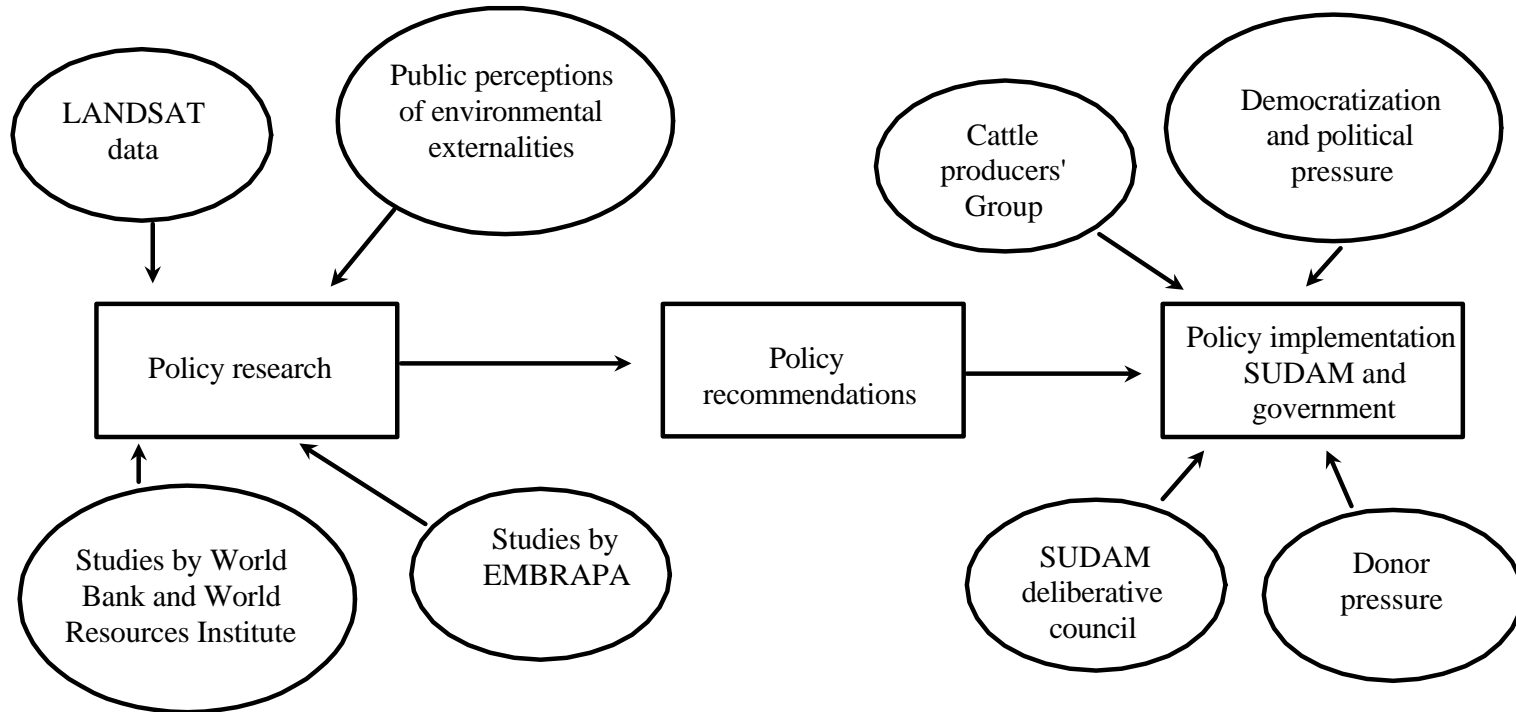 LANDSAT
data
Public perceptions
of environmental
externalities
Cattle
producers'
Group
Democratization
and political
pressure
Policy research
Policy
recommendations
Policy implementation
SUDAM and
government
Studies by World
Bank and World
Resources Institute
Studies by
EMBRAPA
SUDAM
deliberative
council
Donor
pressure